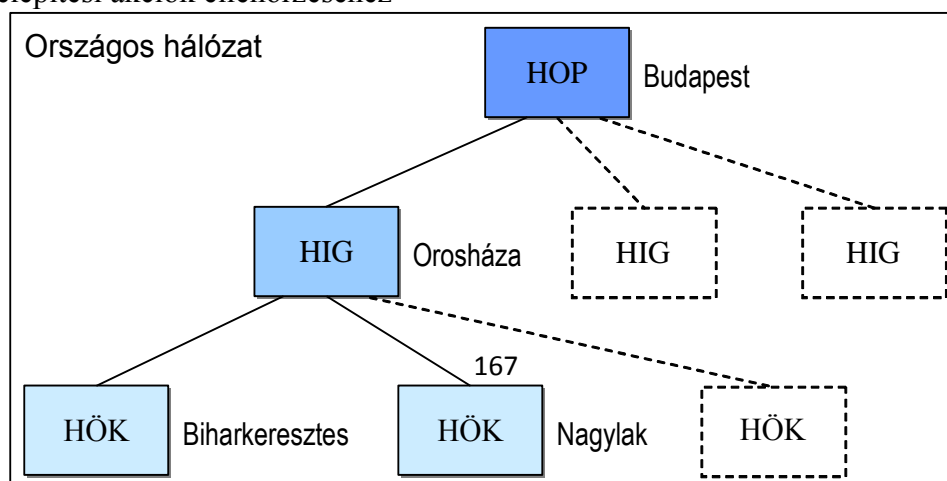 Országos hálózat
HOP Budapest
HIG Orosháza HIG HIG
167
HÖK Biharkeresztes HÖK Nagylak HÖK